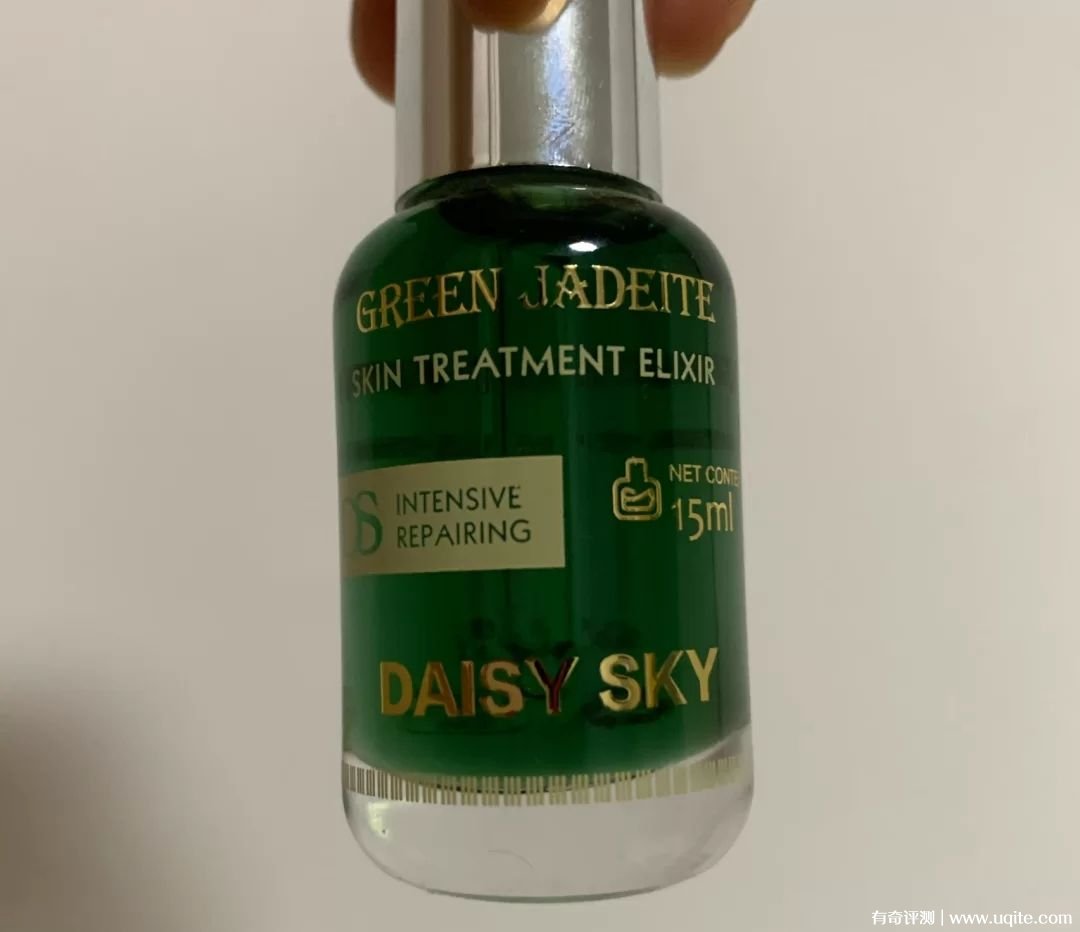 GREEN JADEITE
SKIN TREATMENT ELIXIR
DS
INTENSIVE
REPAIRING
NET CONTE
15ml
DAISY SKY
有奇评测 | www.uqite.com